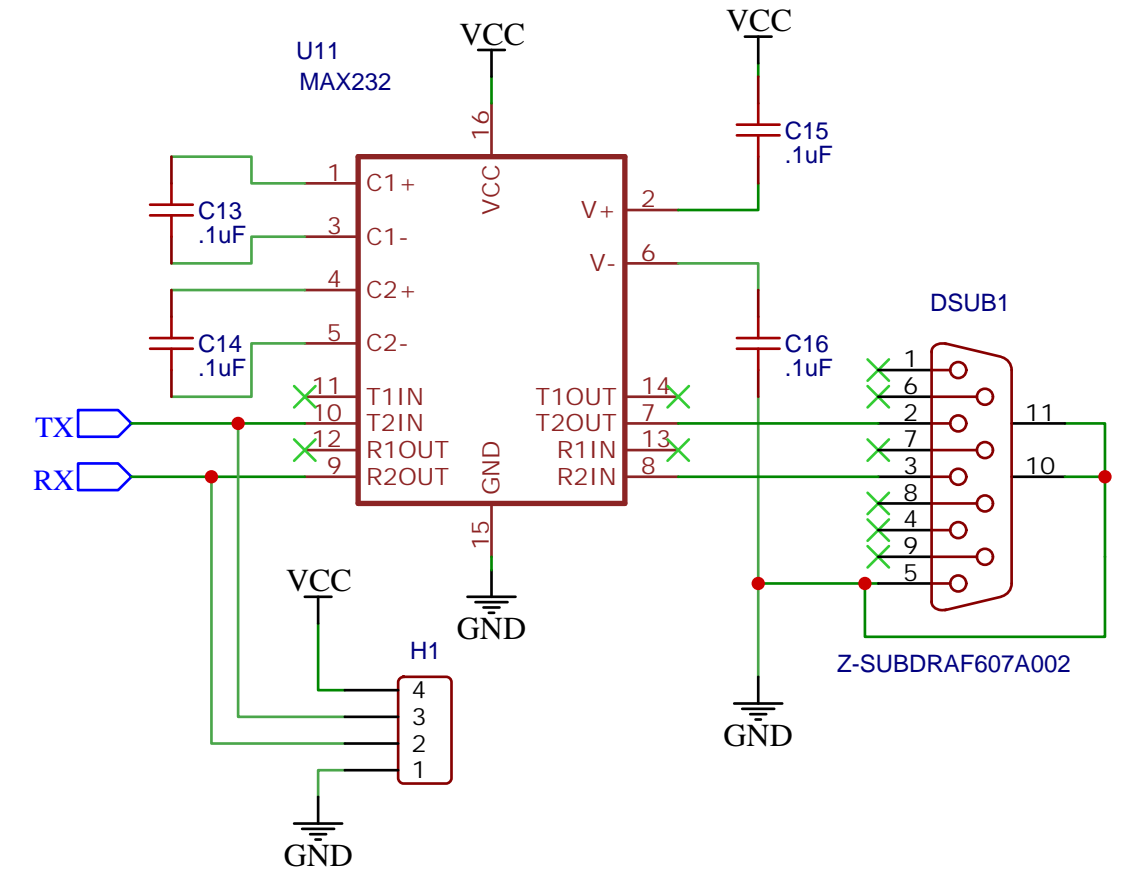 VCC
VCC
U11
MAX232
16
C15
.1uF
1
C1+
VCC
V+
2
C13
.1uF
3
C1-
V-
6
4
C2+
DSUB1
5
C2-
C14
.1uF
C16
.1uF
1
11
T1IN
T1OUT
14
6
TX
10
T2IN
T2OUT
7
2
11
12
R1OUT
R1IN
13
7
RX
9
R2OUT
GND
R2IN
8
3
10
8
15
4
9
VCC
5
GND
H1
Z-SUBDRAF607A002
4
3
2
1
GND
GND